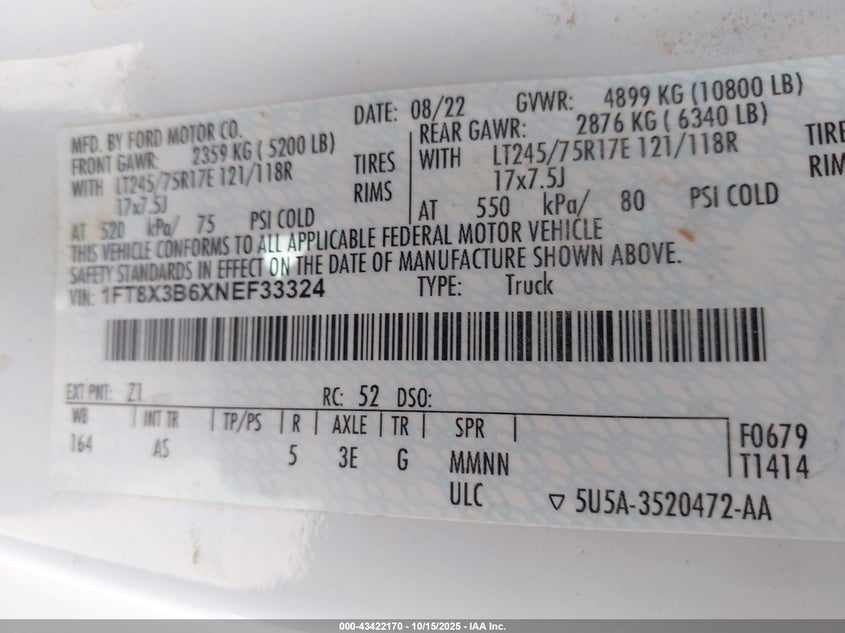 MFD. BY FORD MOTOR CO.
DATE: 08/22 GVWR: 4899 KG (10800 LB)
FRONT GAWR: 2359 KG ( 5200 LB)
REAR GAWR: 2876 KG ( 6340 LB)
WITH LT245/75R17E 121/118R TIRES
WITH LT245/75R17E 121/118R TIRES
17x7.5J RIMS
17x7.5J RIMS
AT 520 kPa/ 75 PSI COLD
AT 550 kPa/ 80 PSI COLD
THIS VEHICLE CONFORMS TO ALL APPLICABLE FEDERAL MOTOR VEHICLE
SAFETY STANDARDS IN EFFECT ON THE DATE OF MANUFACTURE SHOWN ABOVE.
VIN: 1FT8X3B6XNEF33324 TYPE: Truck
EXT PNT: Z1 RC: 52 DSO:
WB INT TR TP/PS R AXLE TR SPR F0679
164 AS 5 3E G MMNN T1414
ULC ▽ 5U5A-3520472-AA
000-43422170 - 10/15/2025 - IAA Inc.